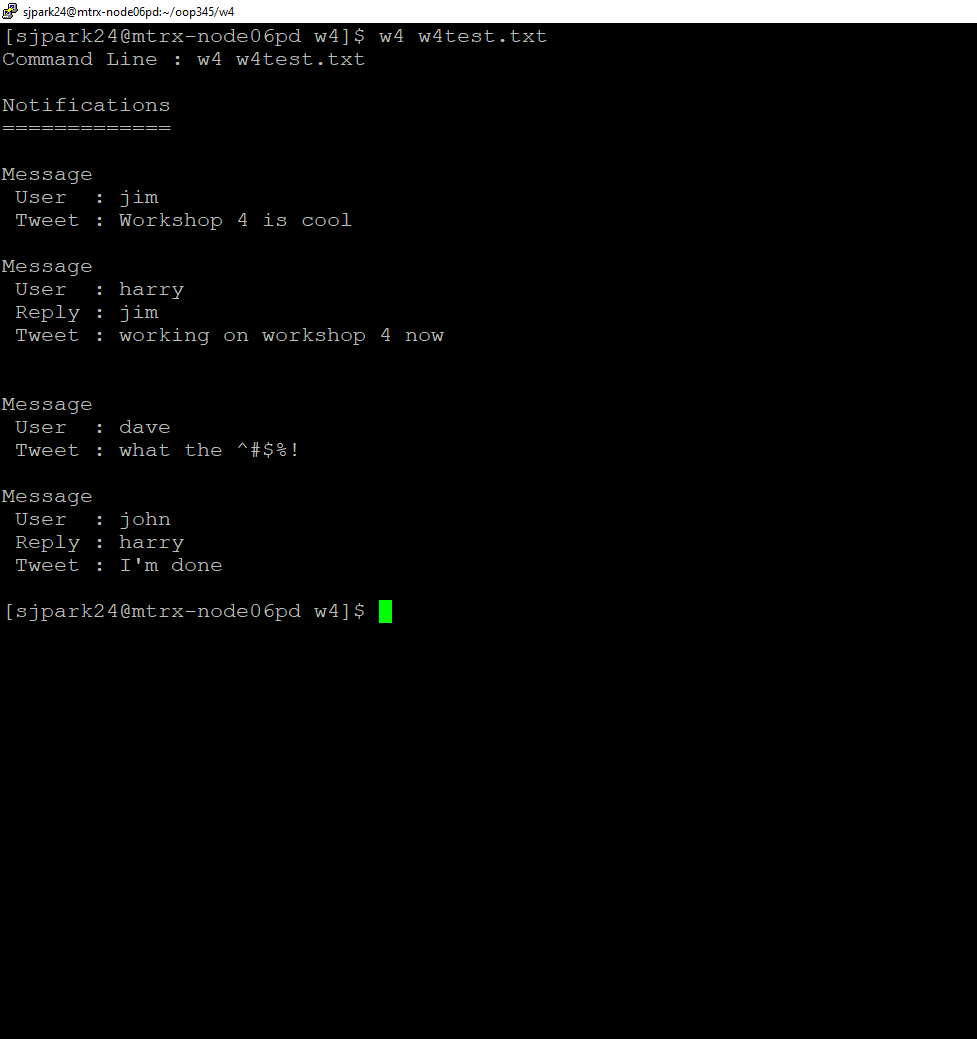 sjpark24@mtrx-node06pd:~/oop345/w4
[sjpark24@mtrx-node06pd w4]$ w4 w4test.txt
Command Line : w4 w4test.txt
Notifications
=============
Message
User  : jim
Tweet : Workshop 4 is cool
Message
User  : harry
Reply : jim
Tweet : working on workshop 4 now
Message
User  : dave
Tweet : what the ^#$%!
Message
User  : john
Reply : harry
Tweet : I'm done
[sjpark24@mtrx-node06pd w4]$